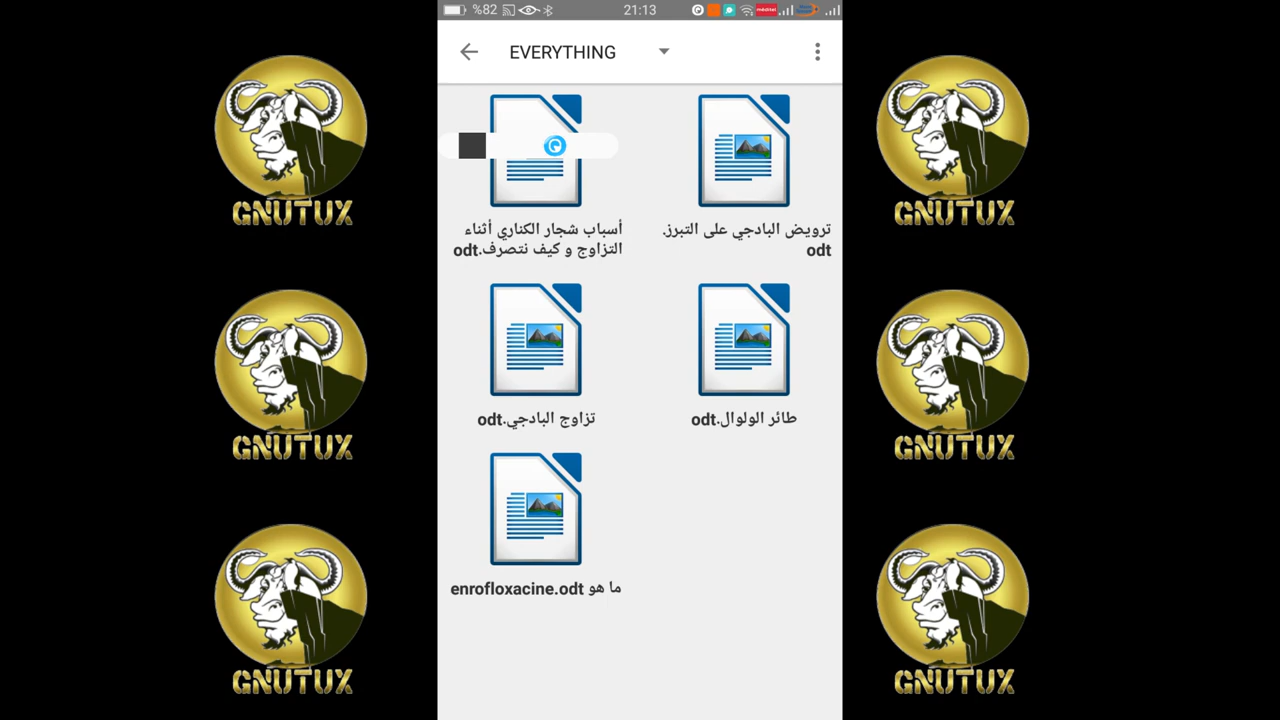 %82
21:13
EVERYTHING
أسباب شجار الكناري أثناء
التزاوج و كيف نتصرف.odt
ترويض البادجي على التبرز.
odt
تزاوج البادجي.odt
طائر الولوال.odt
ما هو enrofloxacine.odt
GNUTUX
GNUTUX
GNUTUX
GNUTUX
GNUTUX
GNUTUX